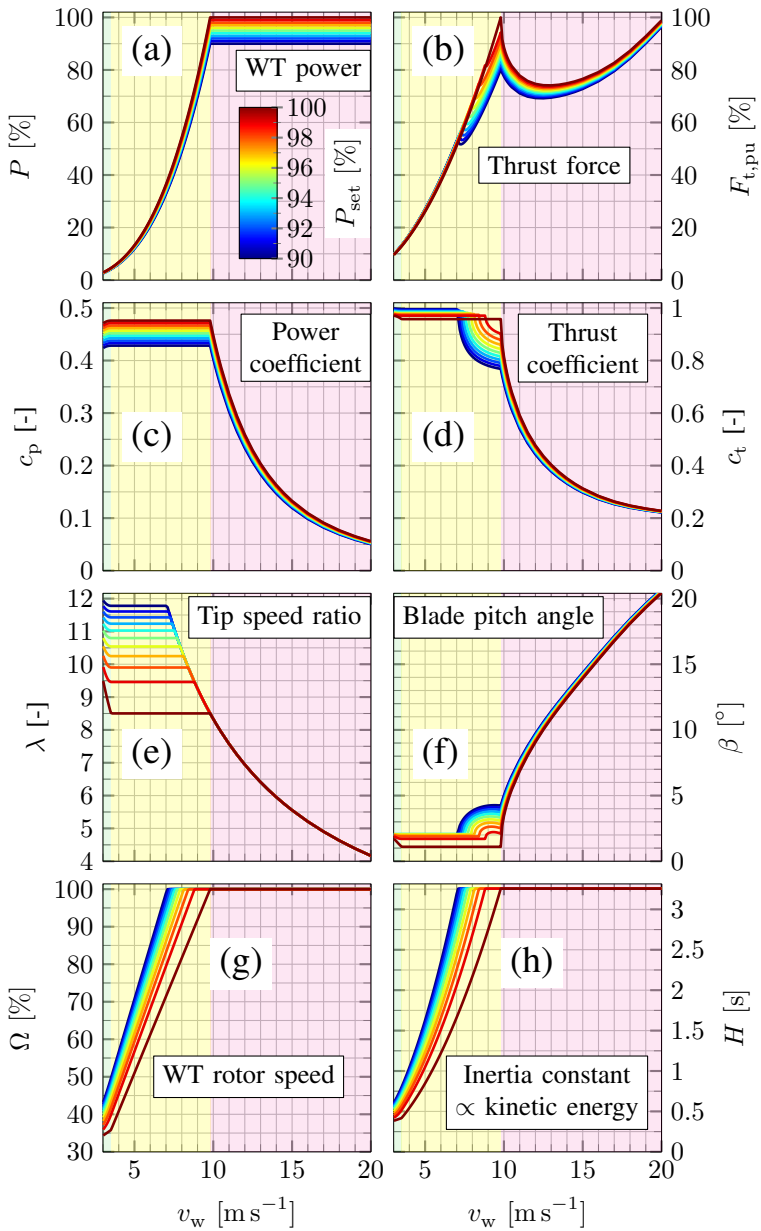 (a)
WT power
P [%]
100
80
60
40
20
0
P_set [%]
100
98
96
94
92
90
(b)
Thrust force
F_t,pu [%]
100
80
60
40
20
0
(c)
Power
coefficient
c_p [-]
0.5
0.4
0.3
0.2
0.1
0
(d)
Thrust
coefficient
c_t [-]
1
0.8
0.6
0.4
0.2
0
(e)
Tip speed ratio
λ [-]
12
11
10
9
8
7
6
5
4
(f)
Blade pitch angle
β [°]
20
15
10
5
0
(g)
WT rotor speed
Ω [%]
100
90
80
70
60
50
40
30
5
10
15
20
v_w [m s⁻¹]
(h)
Inertia constant
∝ kinetic energy
H [s]
3
2.5
2
1.5
1
0.5
0
5
10
15
20
v_w [m s⁻¹]